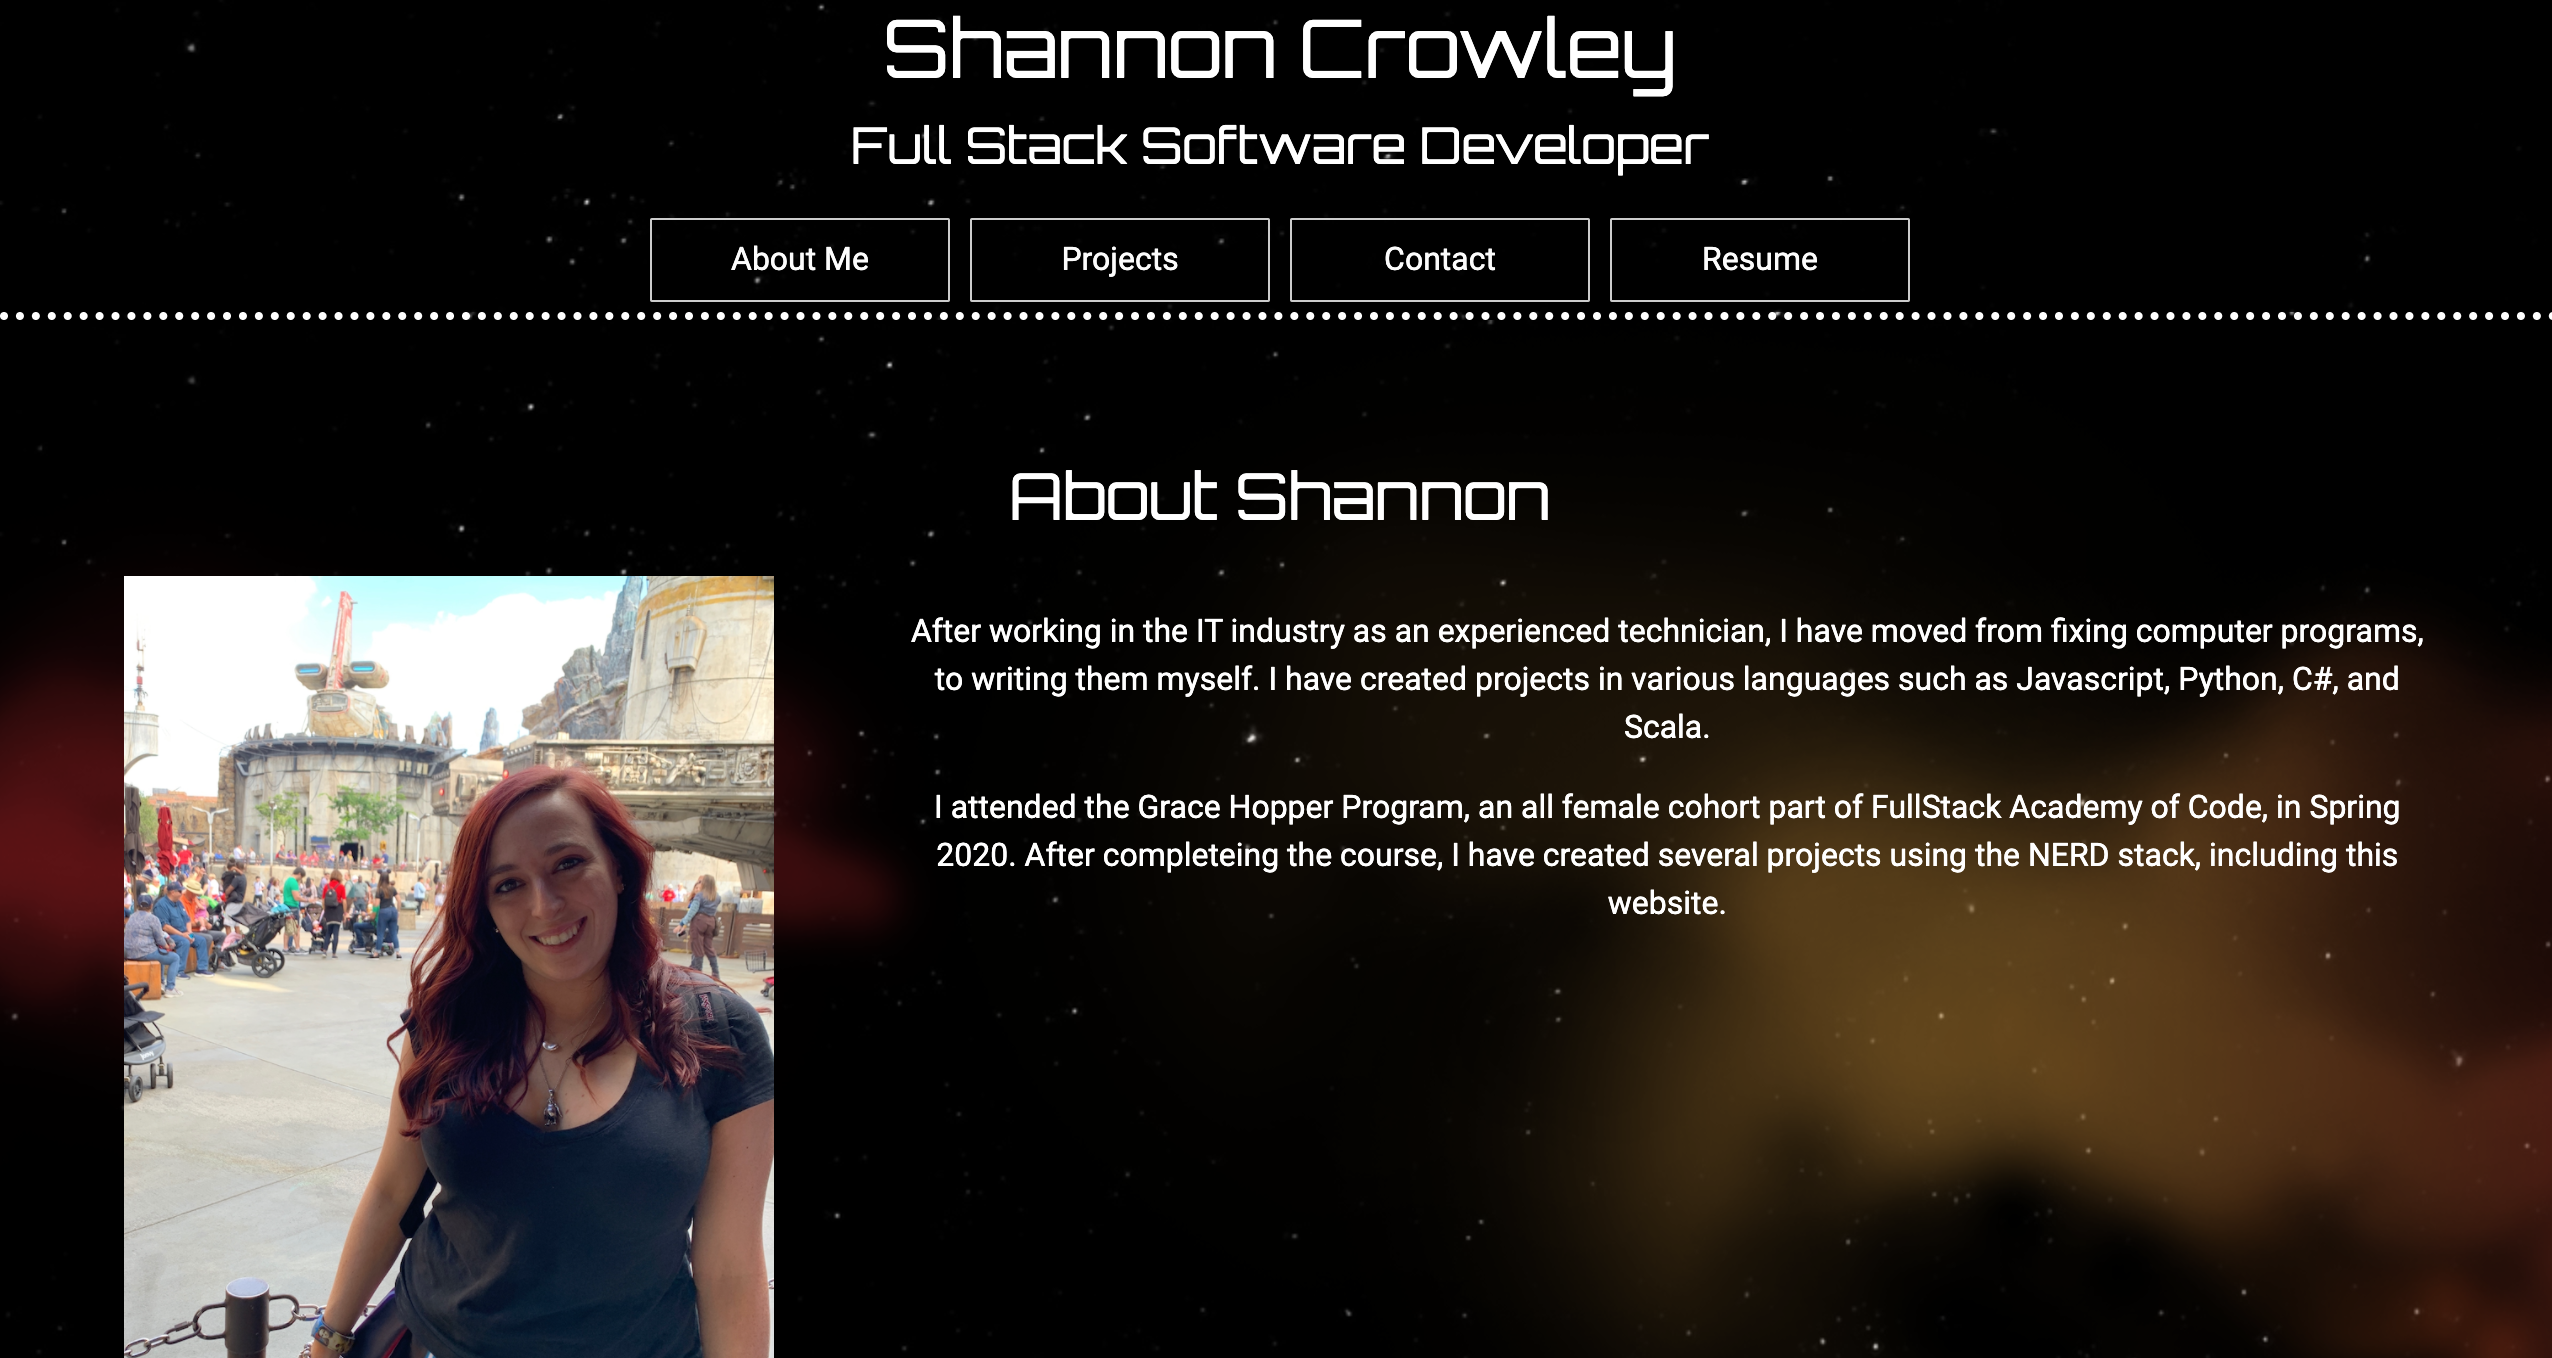 Shannon Crowley
Full Stack Software Developer
About Me
Projects
Contact
Resume
About Shannon
After working in the IT industry as an experienced technician, I have moved from fixing computer programs,
to writing them myself. I have created projects in various languages such as Javascript, Python, C#, and
Scala.
I attended the Grace Hopper Program, an all female cohort part of FullStack Academy of Code, in Spring
2020. After completeing the course, I have created several projects using the NERD stack, including this
website.